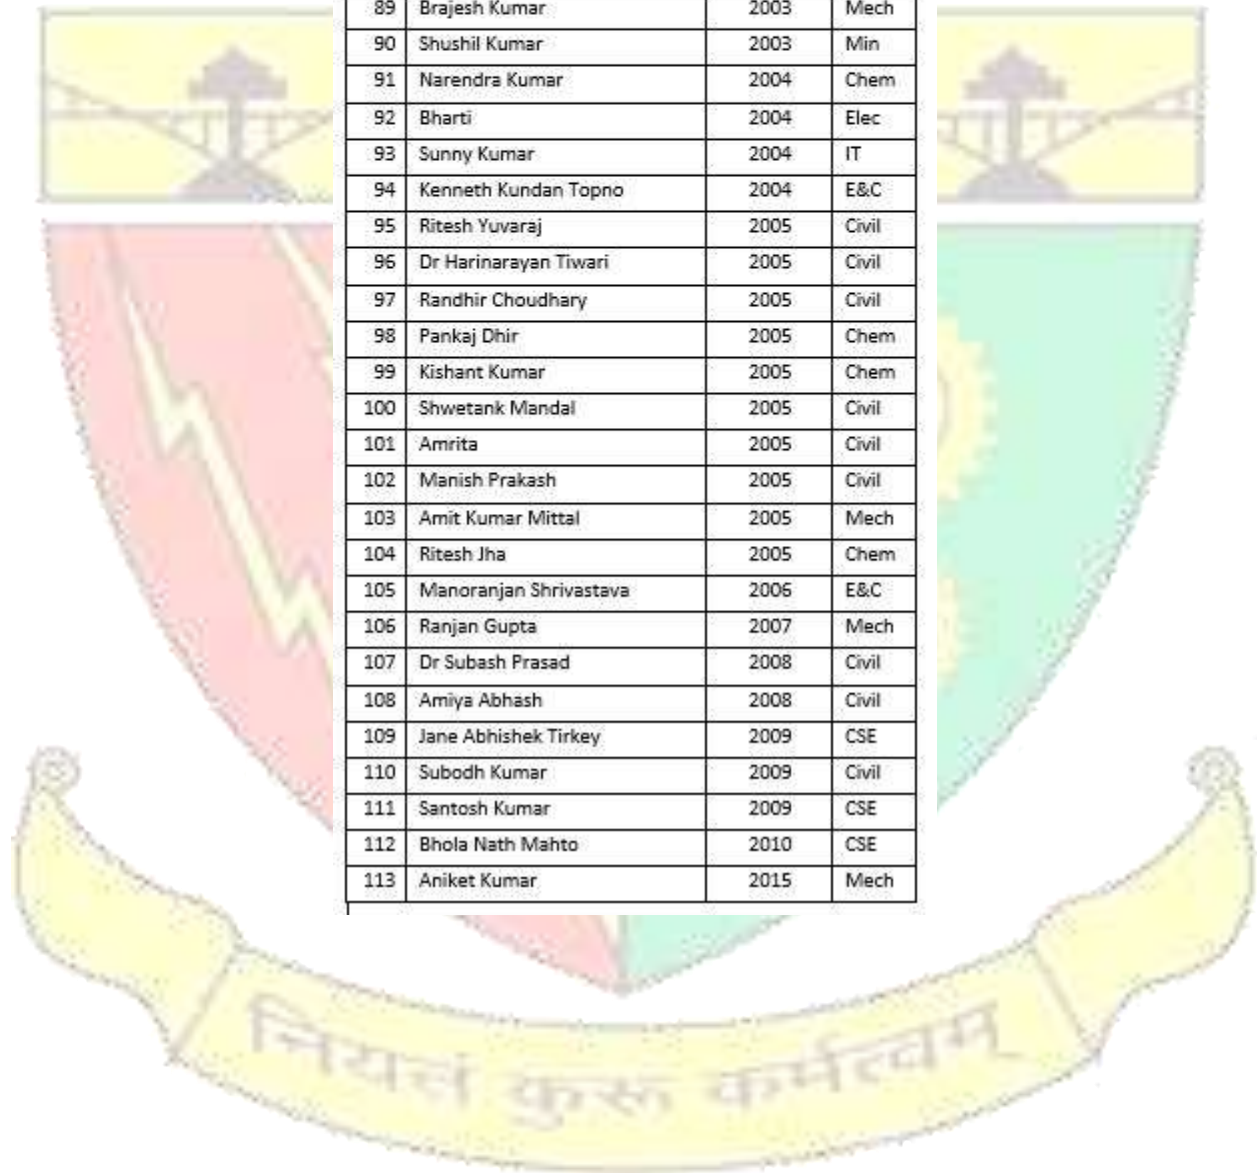 89 Brajesh Kumar 2003 Mech
90 Shushil Kumar 2003 Min
91 Narendra Kumar 2004 Chem
92 Bharti 2004 Elec
93 Sunny Kumar 2004 IT
94 Kenneth Kundan Topno 2004 E&C
95 Ritesh Yuvaraj 2005 Civil
96 Dr Harinarayan Tiwari 2005 Civil
97 Randhir Choudhary 2005 Civil
98 Pankaj Dhir 2005 Chem
99 Kishant Kumar 2005 Chem
100 Shwetank Mandal 2005 Civil
101 Amrita 2005 Civil
102 Manish Prakash 2005 Civil
103 Amit Kumar Mittal 2005 Mech
104 Ritesh Jha 2005 Chem
105 Manoranjan Shrivastava 2006 E&C
106 Ranjan Gupta 2007 Mech
107 Dr Subash Prasad 2008 Civil
108 Amiya Abhash 2008 Civil
109 Jane Abhishek Tirkey 2009 CSE
110 Subodh Kumar 2009 Civil
111 Santosh Kumar 2009 CSE
112 Bhola Nath Mahto 2010 CSE
113 Aniket Kumar 2015 Mech
नियतं कुरु कर्मत्वम्